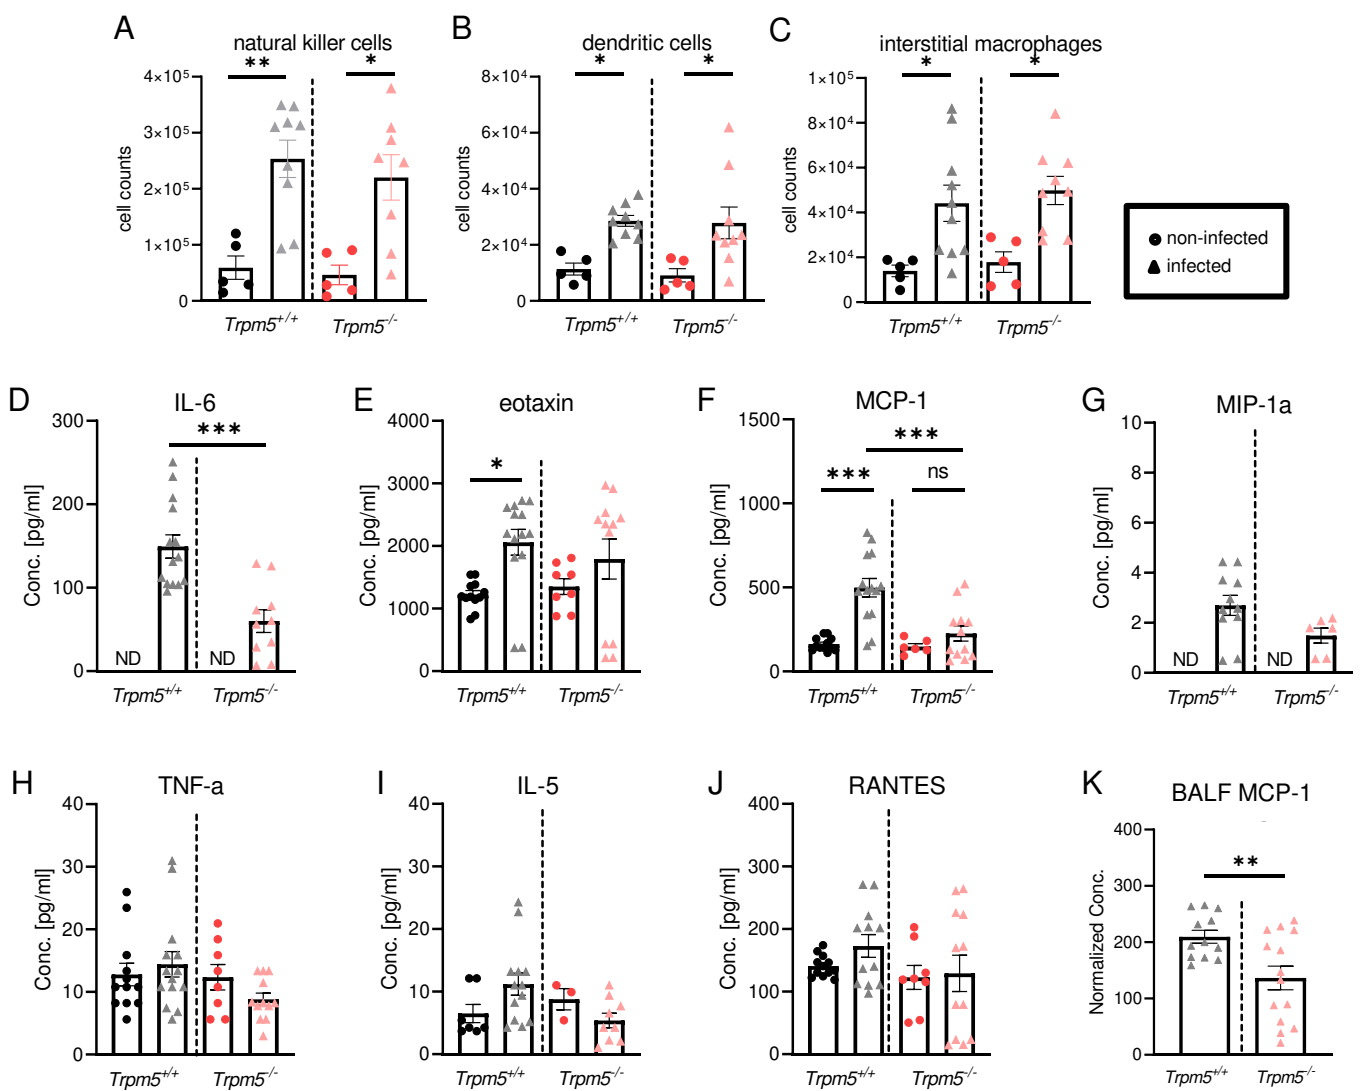 A
natural killer cells
**
*
4×10⁵
3×10⁵
2×10⁵
1×10⁵
0
cell counts
Trpm5+/+
Trpm5-/-
B
dendritic cells
*
*
8×10⁴
6×10⁴
4×10⁴
2×10⁴
0
cell counts
Trpm5+/+
Trpm5-/-
C
interstitial macrophages
*
*
1×10⁵
8×10⁴
6×10⁴
4×10⁴
2×10⁴
0
cell counts
Trpm5+/+
Trpm5-/-
non-infected
infected
D
IL-6
***
300
200
100
0
Conc. [pg/ml]
ND
ND
Trpm5+/+
Trpm5-/-
E
eotaxin
*
4000
3000
2000
1000
0
Conc. [pg/ml]
Trpm5+/+
Trpm5-/-
F
MCP-1
***
***
ns
1500
1000
500
0
Conc. [pg/ml]
Trpm5+/+
Trpm5-/-
G
MIP-1a
10
8
6
4
2
0
Conc. [pg/ml]
ND
ND
Trpm5+/+
Trpm5-/-
H
TNF-a
40
30
20
10
0
Conc. [pg/ml]
Trpm5+/+
Trpm5-/-
I
IL-5
40
30
20
10
0
Conc. [pg/ml]
Trpm5+/+
Trpm5-/-
J
RANTES
400
300
200
100
0
Conc. [pg/ml]
Trpm5+/+
Trpm5-/-
K
BALF MCP-1
**
400
300
200
100
0
Normalized Conc.
Trpm5+/+
Trpm5-/-